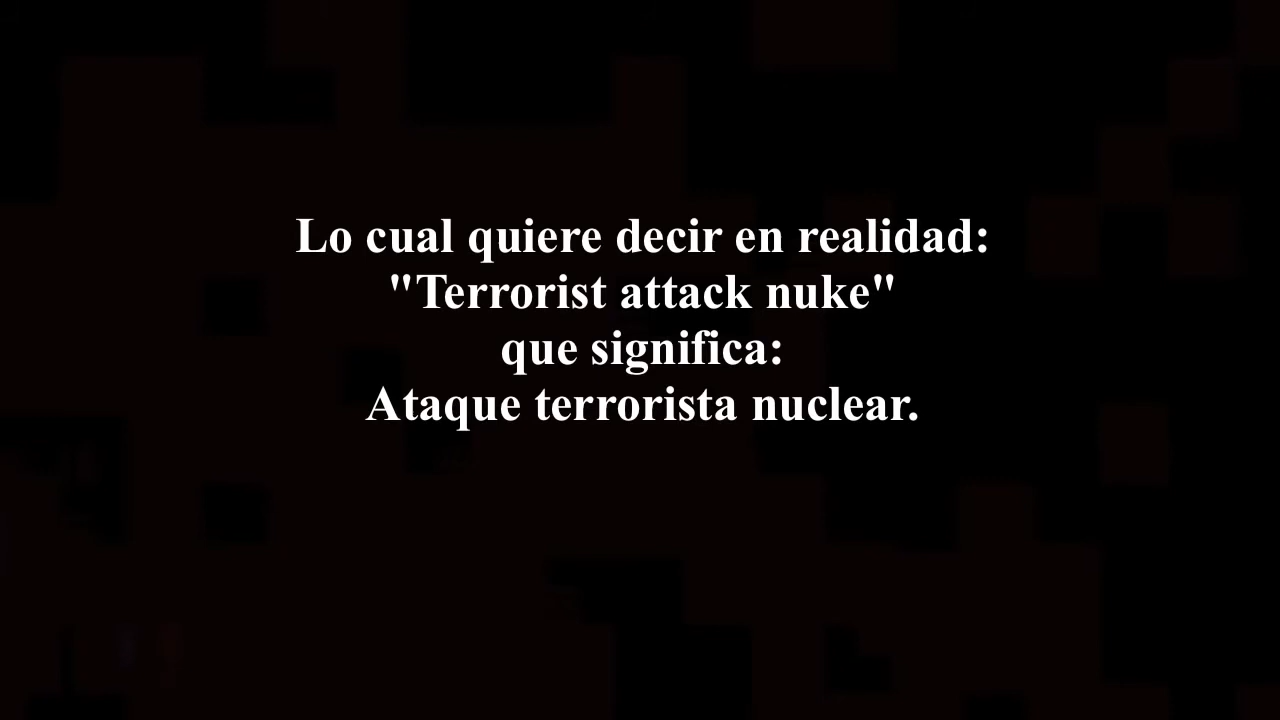 Lo cual quiere decir en realidad:
"Terrorist attack nuke"
que significa:
Ataque terrorista nuclear.